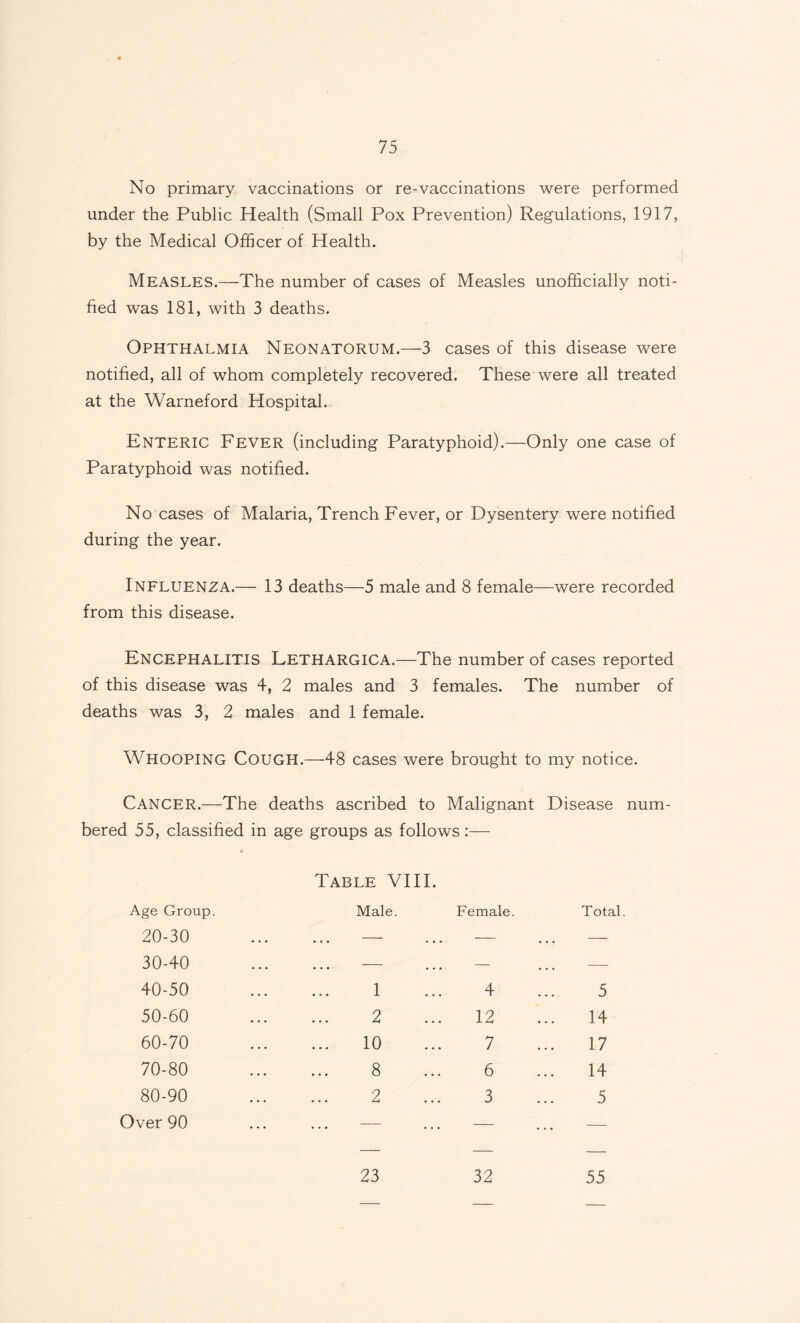 75
No primary vaccinations or re-vaccinations were performed
under the Public Health (Small Pox Prevention) Regulations, 1917,
by the Medical Officer of Health.
MEASLES.—The number of cases of Measles unofficially noti-
fied was 181, with 3 deaths.
OPHTHALMIA NEONATORUM.—3 cases of this disease were
notified, all of whom completely recovered. These were all treated
at the Warneford Hospital.
ENTERIC FEVER (including Paratyphoid).—Only one case of
Paratyphoid was notified.
No cases of Malaria, Trench Fever, or Dysentery were notified
during the year.
INFLUENZA.— 13 deaths—5 male and 8 female—were recorded
from this disease.
ENCEPHALITIS LETHARGICA.—The number of cases reported
of this disease was 4, 2 males and 3 females. The number of
deaths was 3, 2 males and 1 female.
WHOOPING COUGH.—48 cases were brought to my notice.
CANCER.—The deaths ascribed to Malignant Disease num-
bered 55, classified in age groups as follows:—
TABLE VIII.
Age Group. Male. Female. Total.
20-30 ... ... — ... — ... —
30-40 ... ... — ... — ... —
40-50 ... ... 1 ... 4 ... 5
50-60 ... ... 2 ... 12 ... 14
60-70 ... ... 10 ... 7 ... 17
70-80 ... ... 8 ... 6 ... 14
80-90 ... ... 2 ... 3 ... 5
Over 90 ... ... — ... — ... —
23 32 55